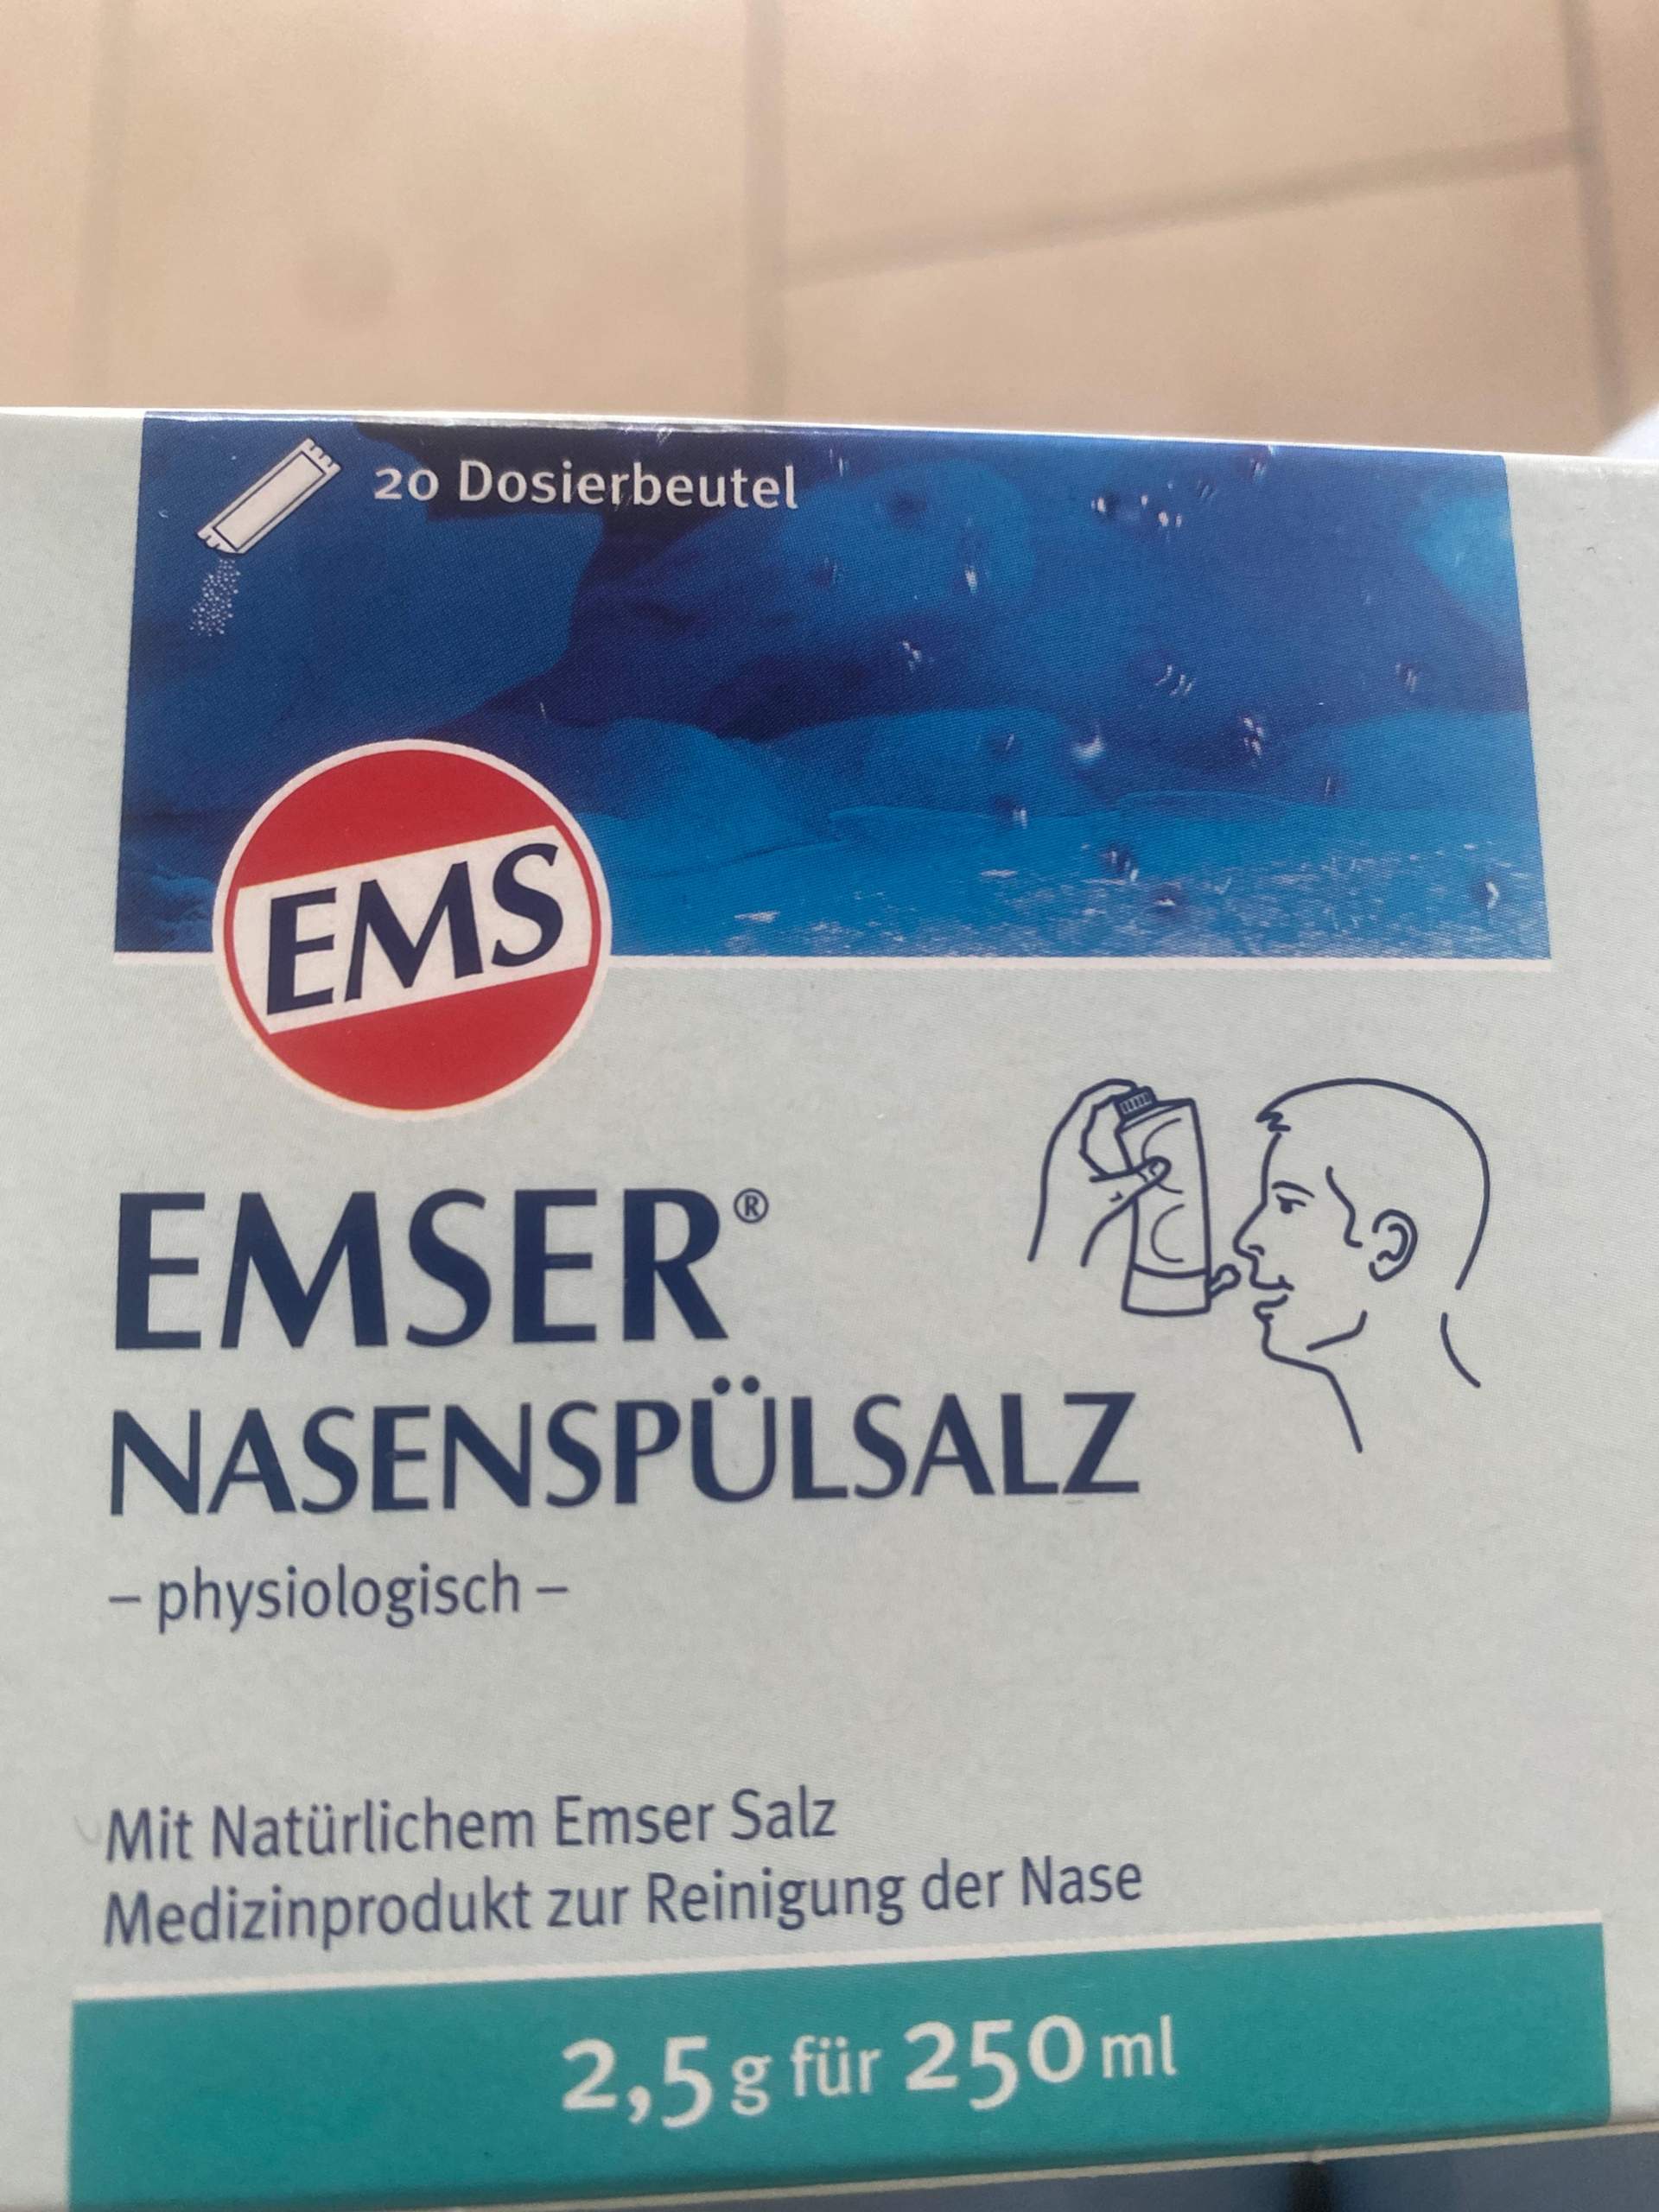 20 Dosierbeutel
EMS
EMSER®
NASENSPÜLSALZ
– physiologisch –
Mit Natürlichem Emser Salz
Medizinprodukt zur Reinigung der Nase
2,5 g für 250 ml